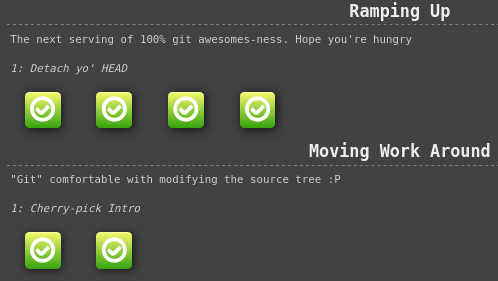 Ramping Up
The next serving of 100% git awesomes-ness. Hope you're hungry
1: Detach yo' HEAD
Moving Work Around
"Git" comfortable with modifying the source tree :P
1: Cherry-pick Intro